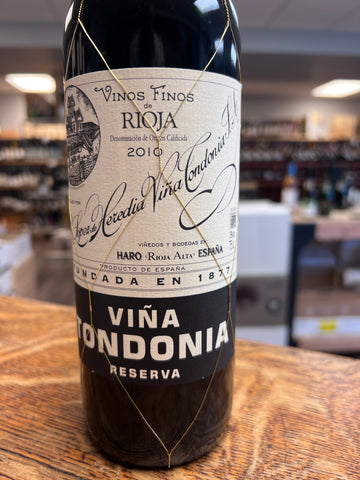 VINOS FINOS
de
RIOJA
Denominación de Origen Calificada
2010
López de Heredia Viña Tondonia, S.A.
VIÑEDOS Y BODEGAS EN
HARO (RIOJA ALTA) ESPAÑA
PRODUCTO DE ESPAÑA
FUNDADA EN 1877
VIÑA
TONDONIA
RESERVA